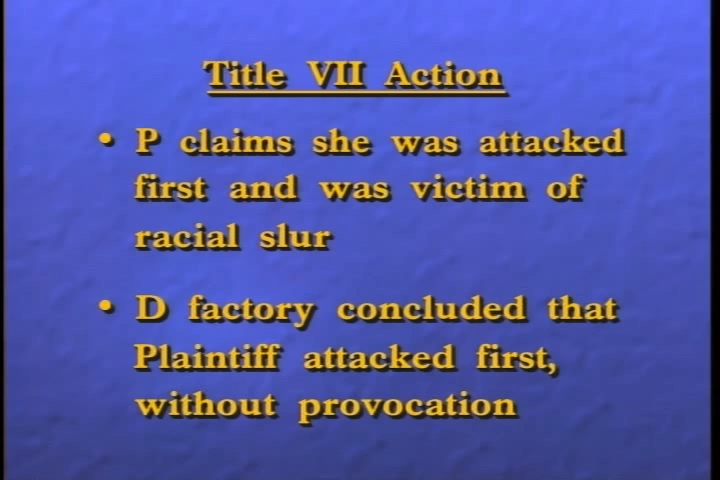 Title VII Action
• P claims she was attacked
first and was victim of
racial slur
• D factory concluded that
Plaintiff attacked first,
without provocation